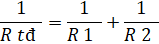 1/(R tđ) = 1/(R 1) + 1/(R 2)